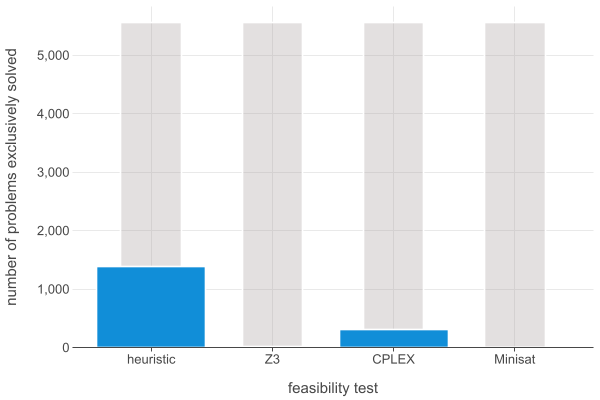 number of problems exclusively solved
5,000
4,000
3,000
2,000
1,000
0
heuristic
Z3
CPLEX
Minisat
feasibility test